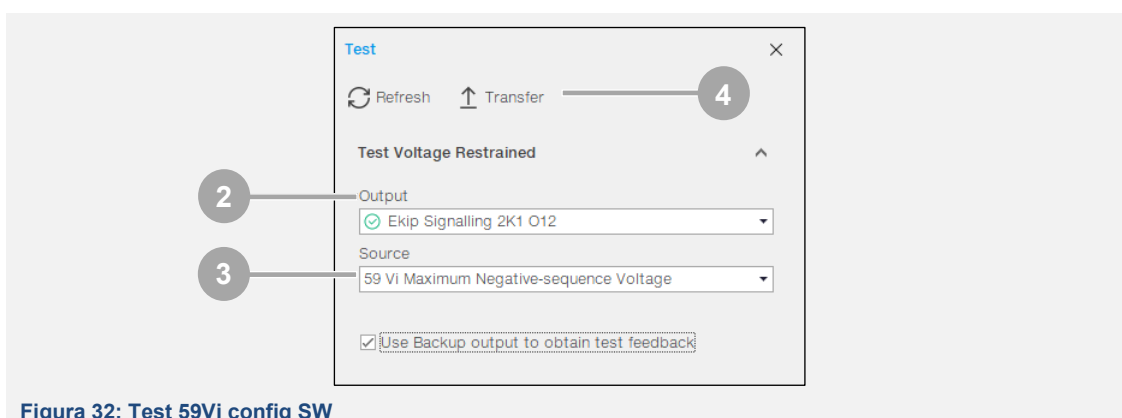 Test
Refresh Transfer
4
Test Voltage Restrained
2
Output
Ekip Signalling 2K1 O12
Source
3
59 Vi Maximum Negative-sequence Voltage
Use Backup output to obtain test feedback
Figura 32: Test 59Vi config SW